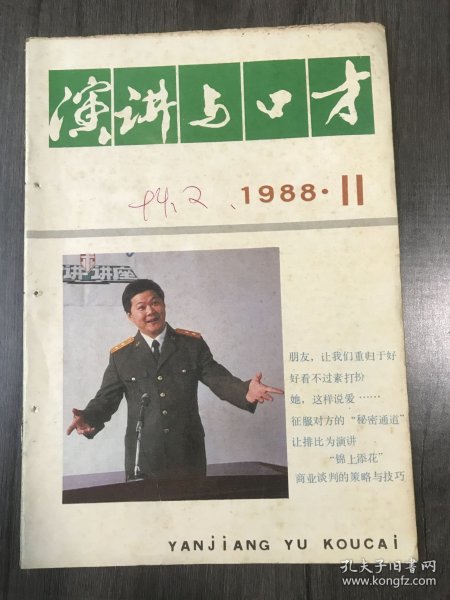 演讲与口才
1988·11
讲讲座
朋友，让我们重归于好
好看不过素打扮
她，这样说爱……
征服对方的“秘密通道”
让排比为演讲
“锦上添花”
商业谈判的策略与技巧
YANJIANG YU KOUCAI
孔夫子旧书网
www.kongfz.com